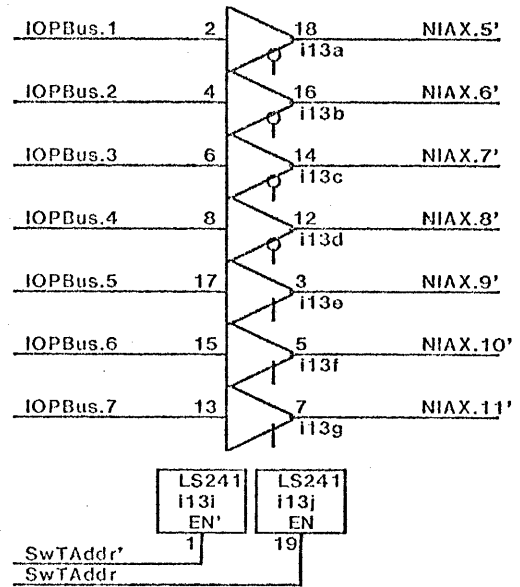 IOPBus.1 2 18 NIAX.5'
i13a
IOPBus.2 4 16 NIAX.6'
i13b
IOPBus.3 6 14 NIAX.7'
i13c
IOPBus.4 8 12 NIAX.8'
i13d
IOPBus.5 17 3 NIAX.9'
i13e
IOPBus.6 15 5 NIAX.10'
i13f
IOPBus.7 13 7 NIAX.11'
i13g
LS241 LS241
i13i i13j
EN' EN
1 19
SwTAddr'
SwTAddr